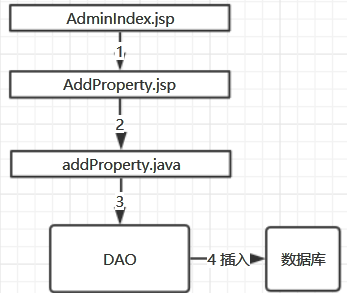 AdminIndex.jsp
1
AddProperty.jsp
2
addProperty.java
3
DAO
4 插入
数据库